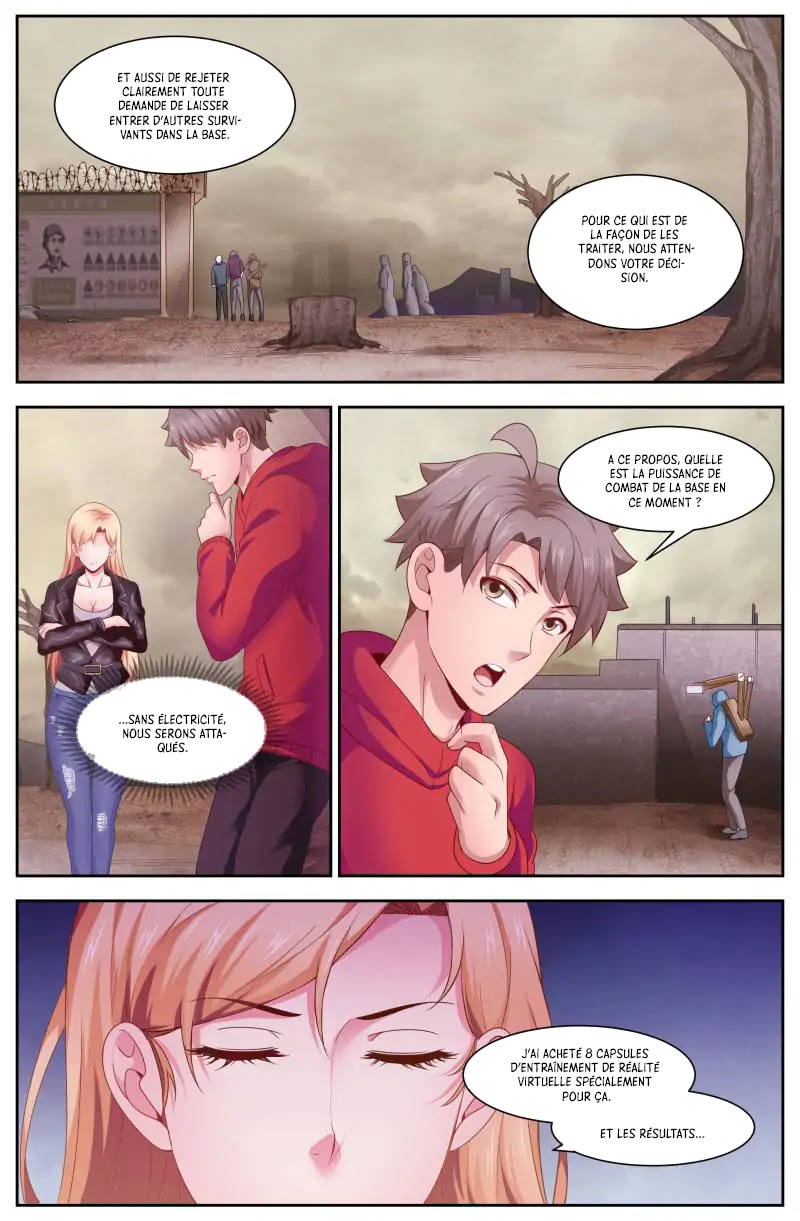 ET AUSSI DE REJETER
CLAIREMENT TOUTE
DEMANDE DE LAISSER
ENTRER D'AUTRES SURVI-
VANTS DANS LA BASE.
POUR CE QUI EST DE
LA FAÇON DE LES
TRAITER, NOUS ATTEN-
DONS VOTRE DÉCI-
SION.
...SANS ÉLECTRICITÉ,
NOUS SERONS ATTA-
QUÉS.
A CE PROPOS, QUELLE
EST LA PUISSANCE DE
COMBAT DE LA BASE EN
CE MOMENT ?
J'AI ACHETÉ 8 CAPSULES
D'ENTRAÎNEMENT DE RÉALITÉ
VIRTUELLE SPÉCIALEMENT
POUR ÇA.
ET LES RÉSULTATS...